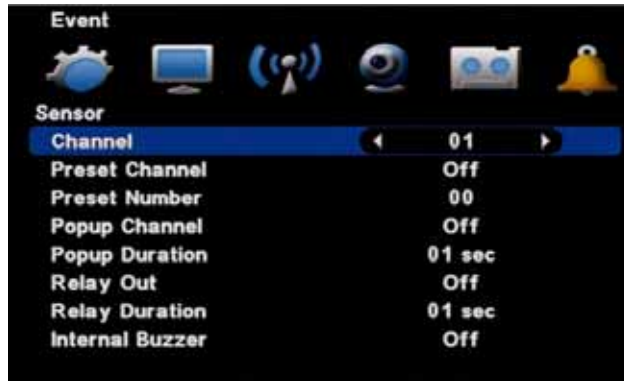 Event
Sensor
Channel 01
Preset Channel Off
Preset Number 00
Popup Channel Off
Popup Duration 01 sec
Relay Out Off
Relay Duration 01 sec
Internal Buzzer Off